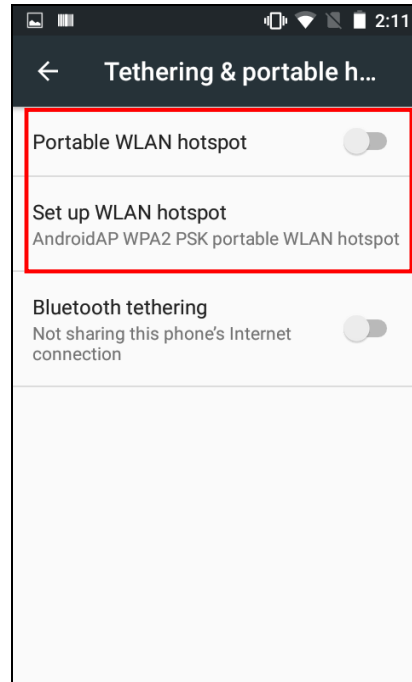 2:11
Tethering & portable h...
Portable WLAN hotspot
Set up WLAN hotspot
AndroidAP WPA2 PSK portable WLAN hotspot
Bluetooth tethering
Not sharing this phone's Internet
connection